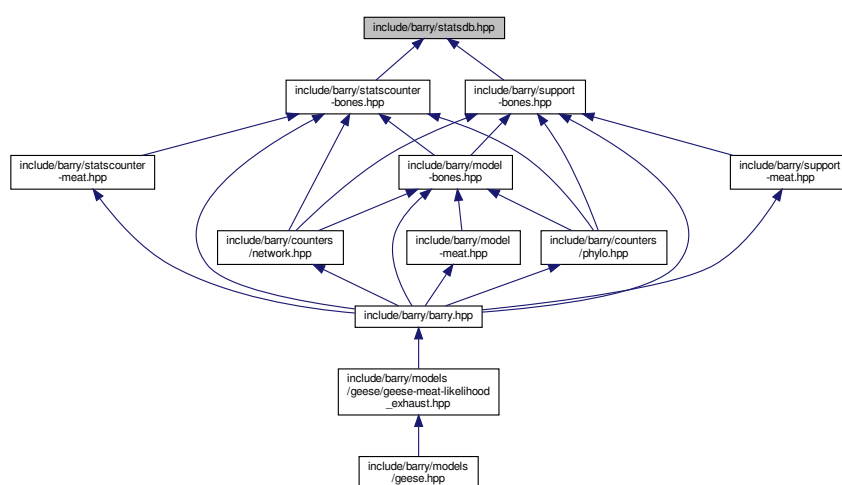 include/barry/statsdb.hpp
include/barry/statscounter
-bones.hpp
include/barry/support
-bones.hpp
include/barry/statscounter
-meat.hpp
include/barry/model
-bones.hpp
include/barry/support
-meat.hpp
include/barry/counters
/network.hpp
include/barry/model
-meat.hpp
include/barry/counters
/phylo.hpp
include/barry/barry.hpp
include/barry/models
/geese/geese-meat-likelihood
_exhaust.hpp
include/barry/models
/geese.hpp